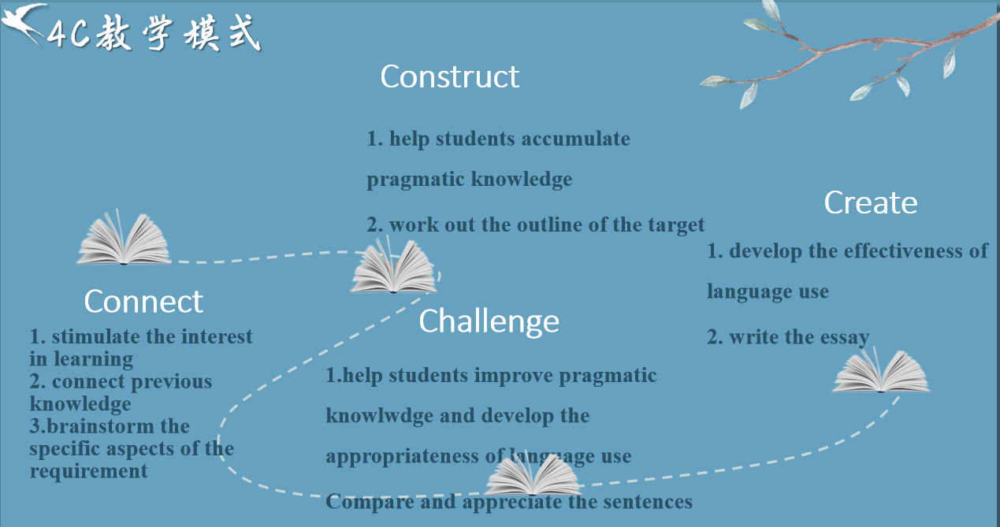 4C教学模式
Construct
1. help students accumulate
pragmatic knowledge
2. work out the outline of the target
Create
1. develop the effectiveness of
language use
2. write the essay
Connect
1. stimulate the interest
in learning
2. connect previous
knowledge
3.brainstorm the
specific aspects of the
requirement
Challenge
1.help students improve pragmatic
knowlwdge and develop the
appropriateness of language use
Compare and appreciate the sentences